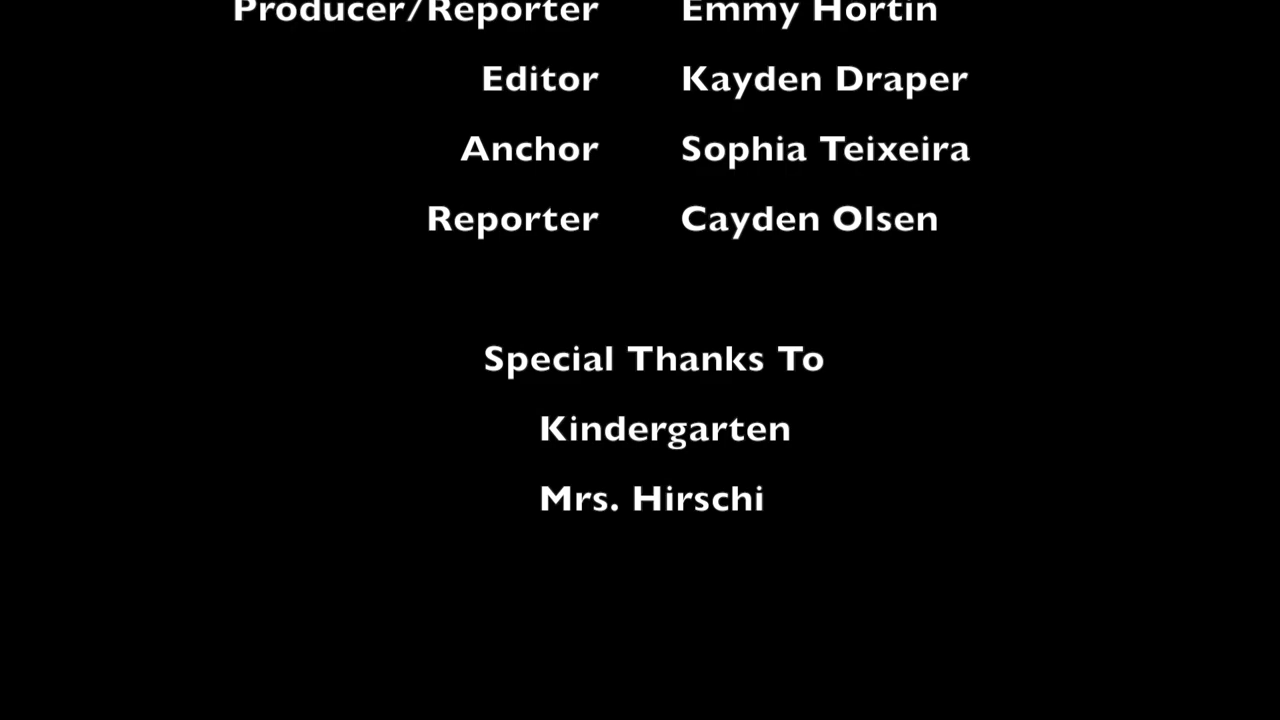 Producer/Reporter Emmy Hortin
Editor Kayden Draper
Anchor Sophia Teixeira
Reporter Cayden Olsen
Special Thanks To
Kindergarten
Mrs. Hirschi